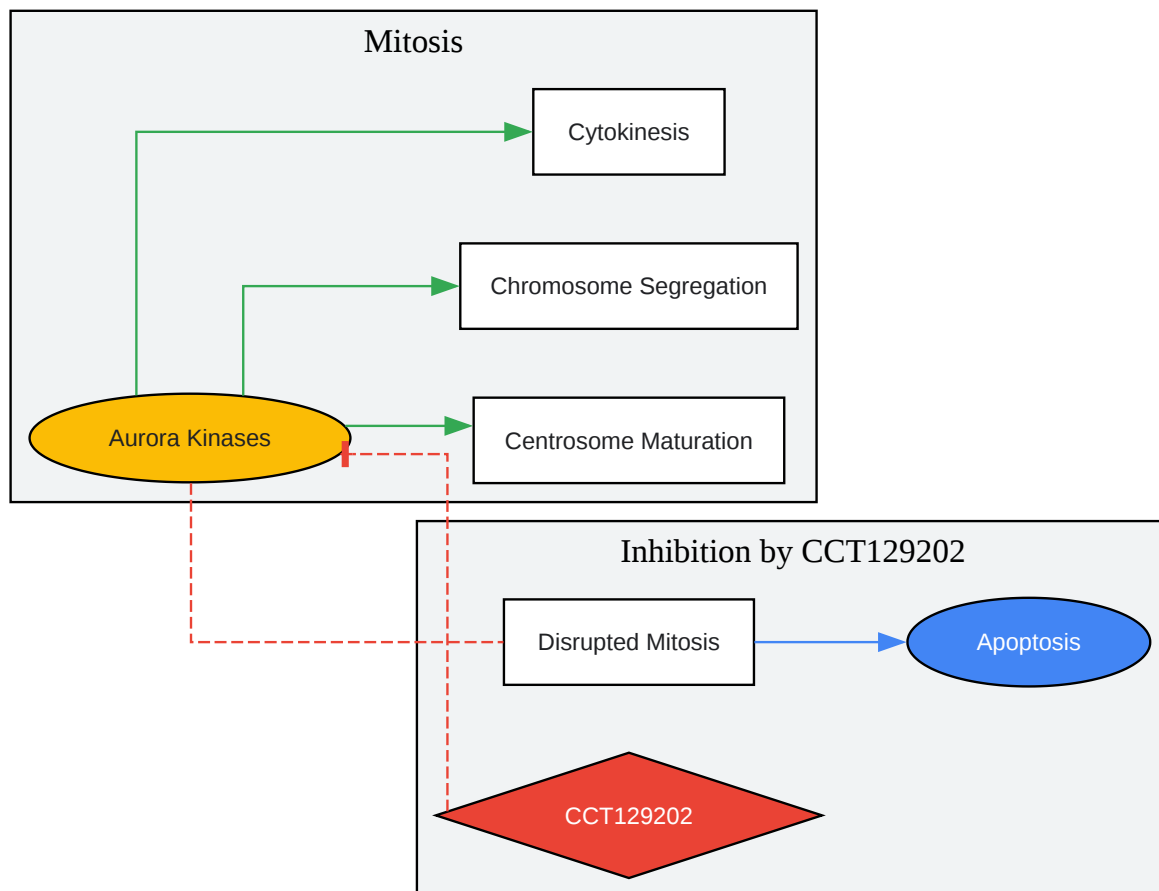 Mitosis
Cytokinesis
Chromosome Segregation
Aurora Kinases
Centrosome Maturation
Inhibition by CCT129202
Disrupted Mitosis
Apoptosis
CCT129202